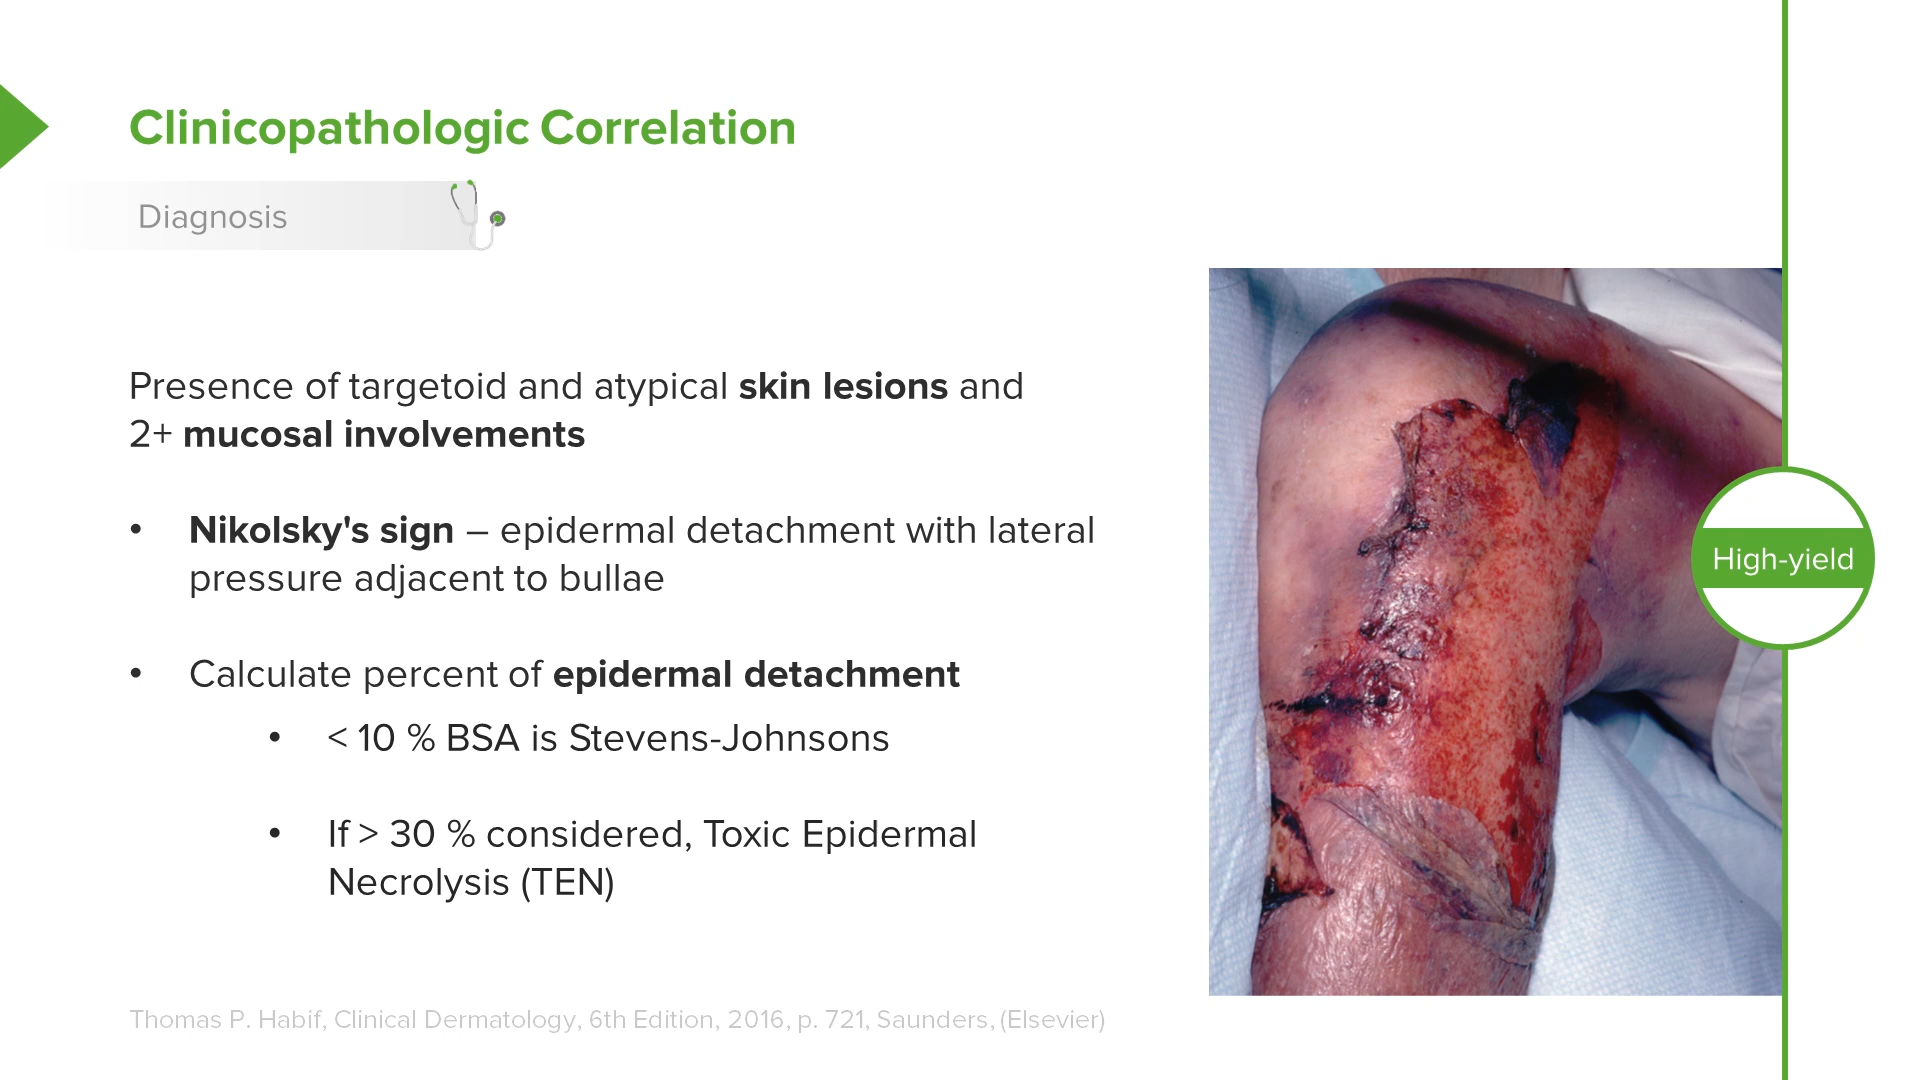 Clinicopathologic Correlation
Diagnosis
Presence of targetoid and atypical skin lesions and
2+ mucosal involvements
• Nikolsky's sign – epidermal detachment with lateral
pressure adjacent to bullae
• Calculate percent of epidermal detachment
• < 10 % BSA is Stevens-Johnsons
• If > 30 % considered, Toxic Epidermal
Necrolysis (TEN)
High-yield
Thomas P. Habif, Clinical Dermatology, 6th Edition, 2016, p. 721, Saunders, (Elsevier)